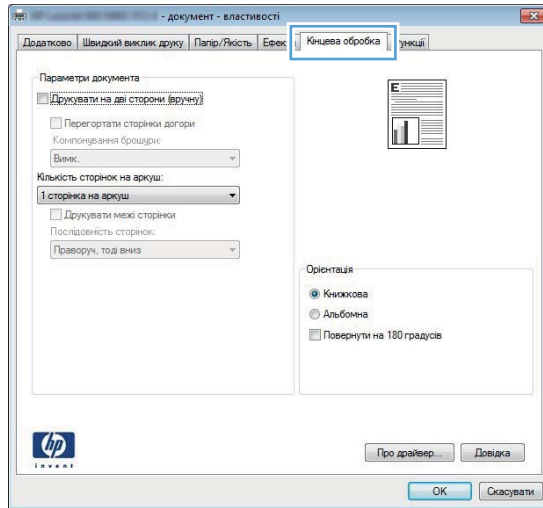 - документ - властивості
Додатково Швидкий виклик друку Папір/Якість Ефек Кінцева обробка ункції
Параметри документа
Друкувати на дві сторони (вручну)
Перегортати сторінки догори
Компонування брошури:
Вимк.
Кількість сторінок на аркуш:
1 сторінка на аркуш
Друкувати межі сторінки
Послідовність сторінок:
Праворуч, тоді вниз
E
Орієнтація
Книжкова
Альбомна
Повернути на 180 градусів
hp
invent
Про драйвер... Довідка
OK Скасувати